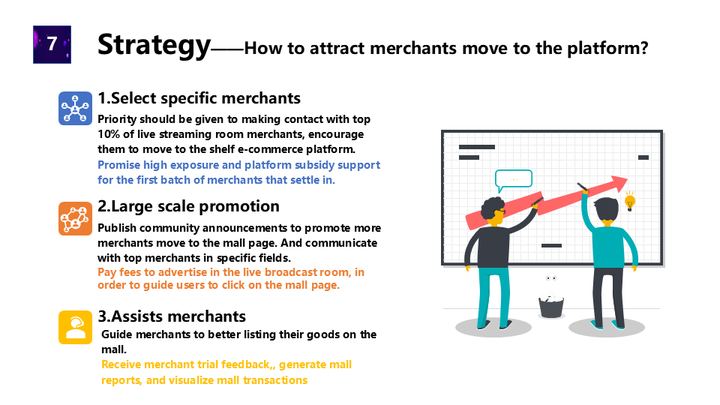 7
Strategy——How to attract merchants move to the platform?
1.Select specific merchants
Priority should be given to making contact with top
10% of live streaming room merchants, encourage
them to move to the shelf e-commerce platform.
Promise high exposure and platform subsidy support
for the first batch of merchants that settle in.
2.Large scale promotion
Publish community announcements to promote more
merchants move to the mall page. And communicate
with top merchants in specific fields.
Pay fees to advertise in the live broadcast room, in
order to guide users to click on the mall page.
3.Assists merchants
Guide merchants to better listing their goods on the
mall.
Receive merchant trial feedback,, generate mall
reports, and visualize mall transactions